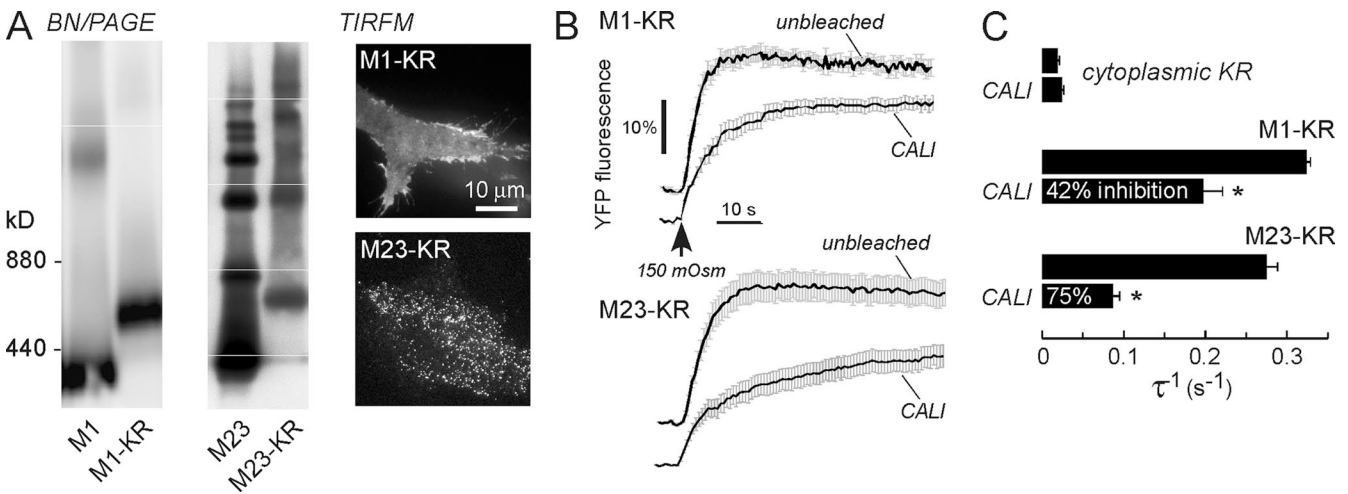 A
BN/PAGE
kD
880
440
M1
M1-KR
M23
M23-KR
TIRFM
M1-KR
10 µm
M23-KR
B
M1-KR
unbleached
10%
YFP fluorescence
CALI
10 s
150 mOsm
unbleached
M23-KR
CALI
C
cytoplasmic KR
CALI
M1-KR
CALI 42% inhibition *
M23-KR
CALI 75% *
0 0.1 0.2 0.3
τ-1 (s-1)